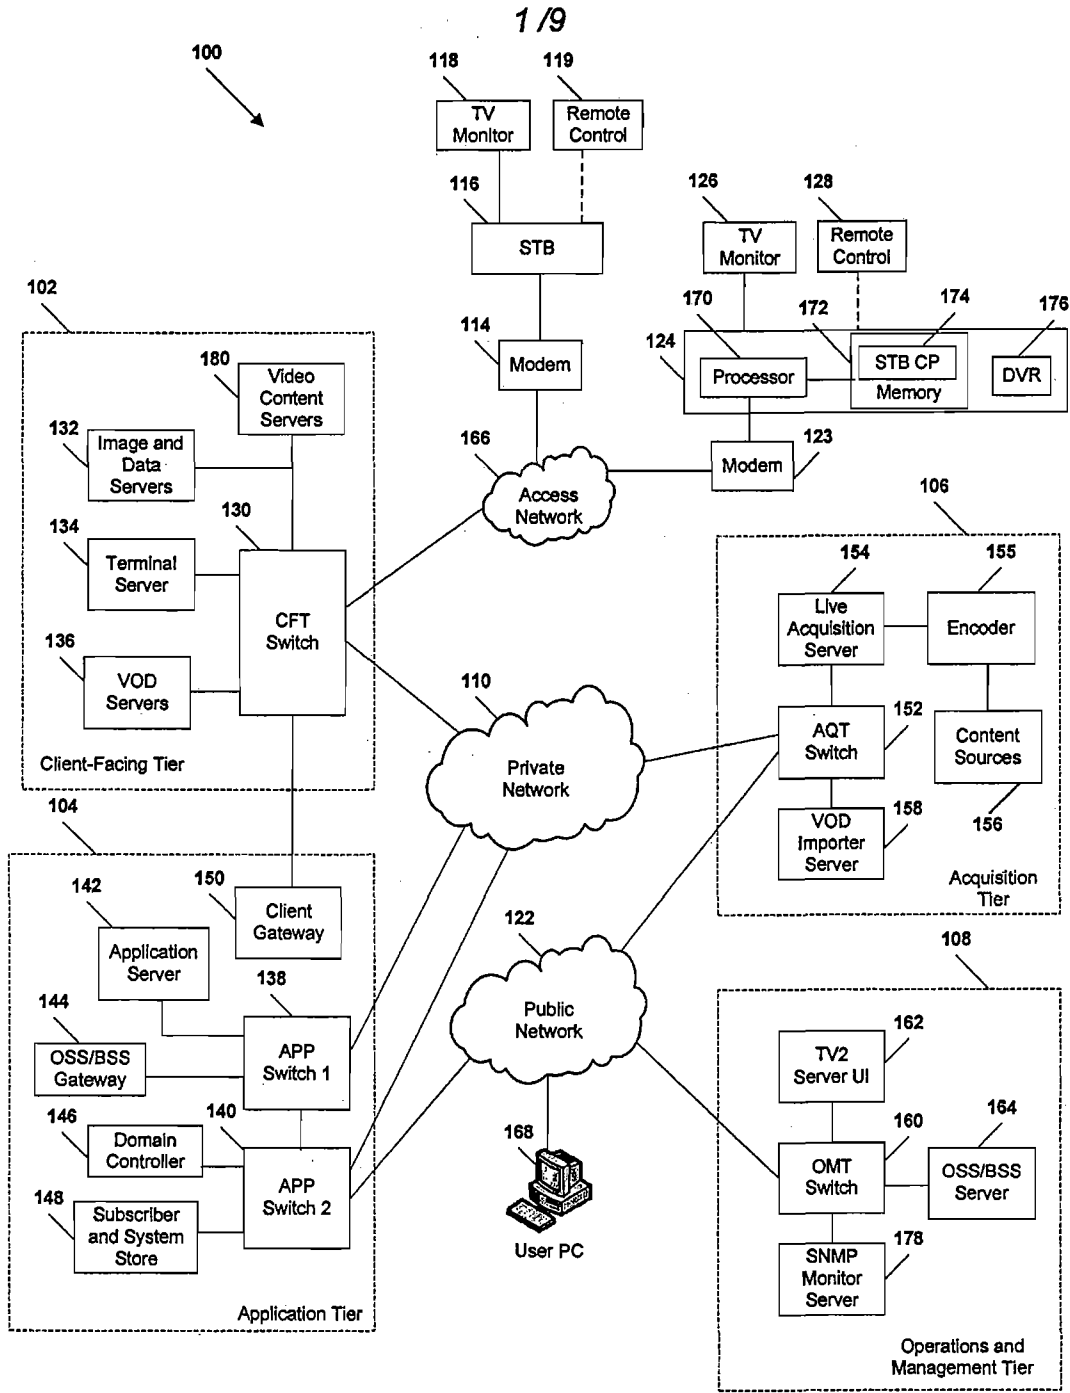 1/9
100
118
119
TV
Monitor
Remote
Control
116
STB
126
128
TV
Monitor
Remote
Control
102
114
Modem
170
172
174
176
124
Processor
STB CP
Memory
DVR
180
Video
Content
Servers
132
Image and
Data
Servers
166
Access
Network
Modem
123
106
134
130
Terminal
Server
CFT
Switch
154
155
Live
Acquisition
Server
Encoder
136
VOD
Servers
110
Private
Network
AQT
Switch
152
Content
Sources
156
Client-Facing Tier
VOD
Importer
Server
158
Acquisition
Tier
104
142
150
Client
Gateway
Application
Server
122
Public
Network
108
138
144
OSS/BSS
Gateway
APP
Switch 1
162
TV2
Server UI
146
140
Domain
Controller
168
160
164
OMT
Switch
OSS/BSS
Server
148
APP
Switch 2
Subscriber
and System
Store
User PC
SNMP
Monitor
Server
178
Application Tier
Operations and
Management Tier